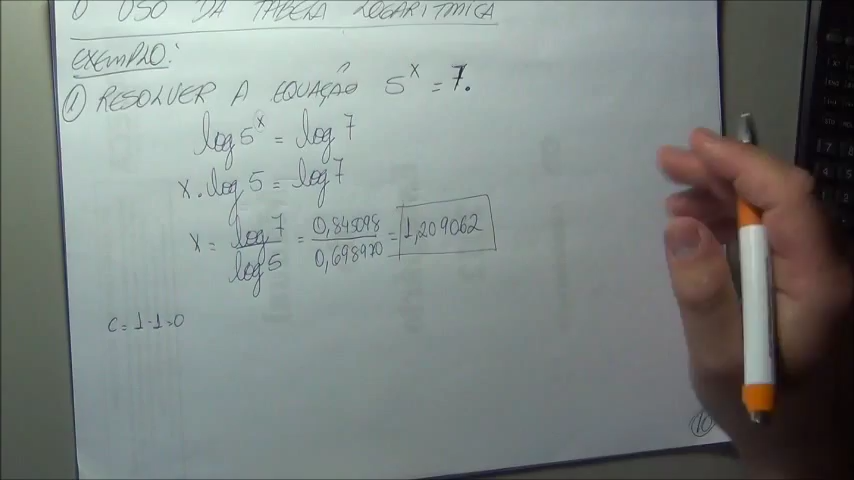 O USO DA TABELA LOGARITMICA
EXEMPLO:
① RESOLVER A EQUAÇÃO 5^x = 7.
log 5^x = log 7
x . log 5 = log 7
x = log 7 / log 5 = 0,845098 / 0,698970 = 1,209062
C = 1 - 1 = 0
10